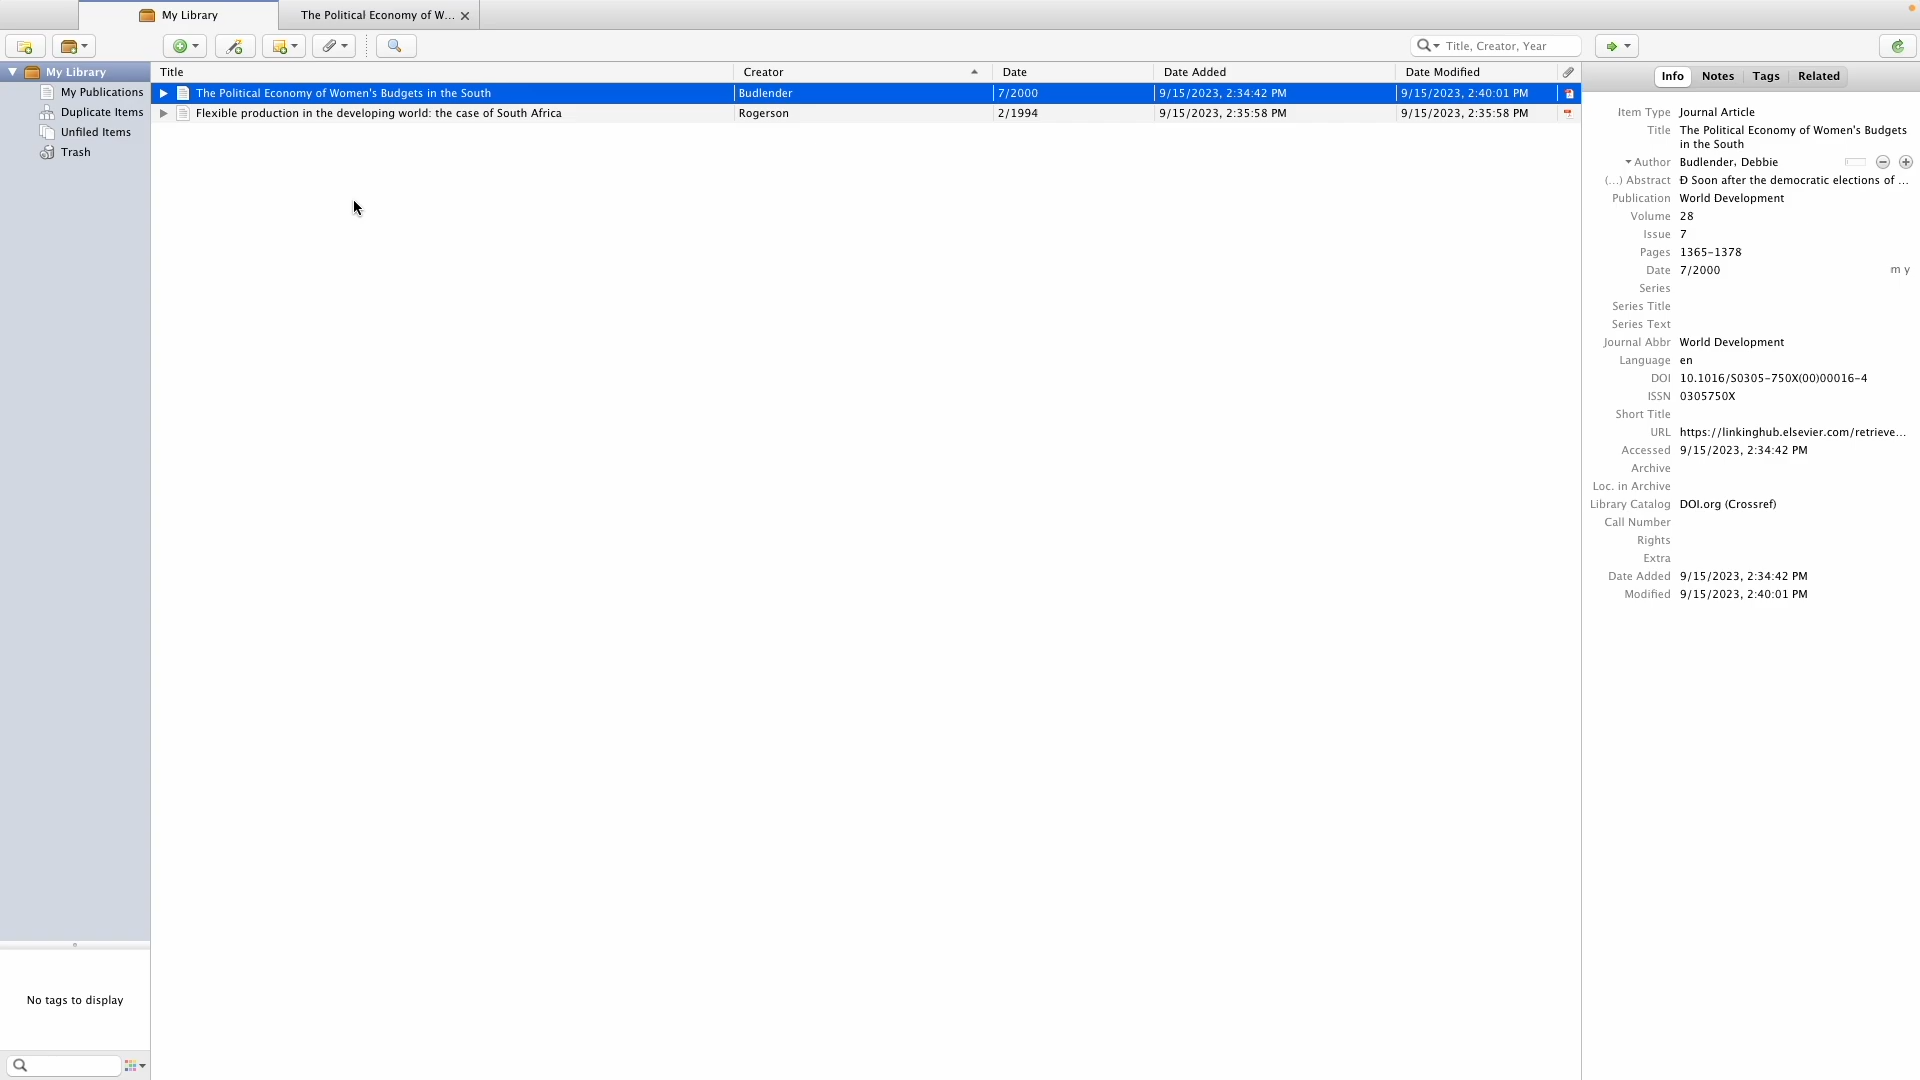 My Library
The Political Economy of W...
Title, Creator, Year
My Library
My Publications
Duplicate Items
Unfiled Items
Trash
No tags to display
Title Creator Date Date Added Date Modified
The Political Economy of Women's Budgets in the South Budlender 7/2000 9/15/2023, 2:34:42 PM 9/15/2023, 2:40:01 PM
Flexible production in the developing world: the case of South Africa Rogerson 2/1994 9/15/2023, 2:35:58 PM 9/15/2023, 2:35:58 PM
Info Notes Tags Related
Item Type Journal Article
Title The Political Economy of Women's Budgets
in the South
Author Budlender, Debbie
(...) Abstract Ð Soon after the democratic elections of ...
Publication World Development
Volume 28
Issue 7
Pages 1365-1378
Date 7/2000 m y
Series
Series Title
Series Text
Journal Abbr World Development
Language en
DOI 10.1016/S0305-750X(00)00016-4
ISSN 0305750X
Short Title
URL https://linkinghub.elsevier.com/retrieve...
Accessed 9/15/2023, 2:34:42 PM
Archive
Loc. in Archive
Library Catalog DOI.org (Crossref)
Call Number
Rights
Extra
Date Added 9/15/2023, 2:34:42 PM
Modified 9/15/2023, 2:40:01 PM